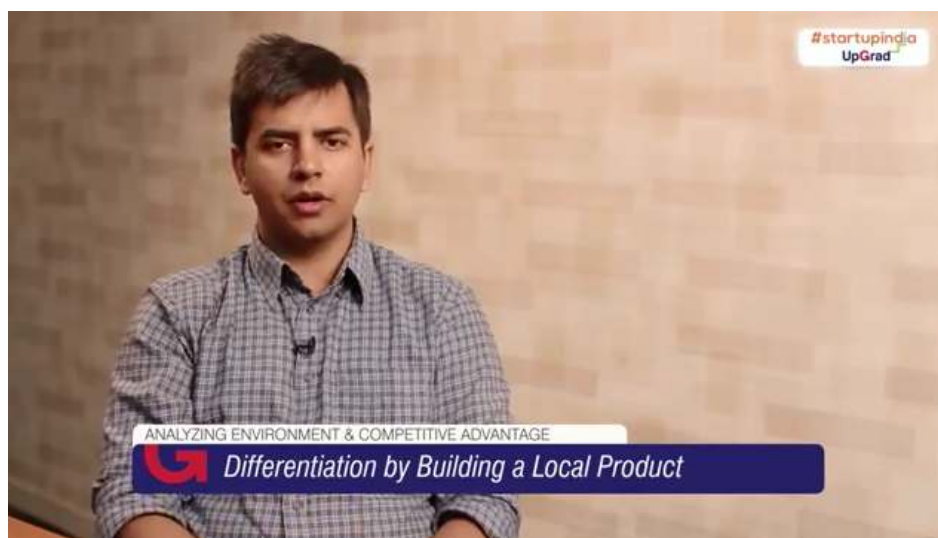 #startupindia
UpGrad
ANALYZING ENVIRONMENT & COMPETITIVE ADVANTAGE
Differentiation by Building a Local Product